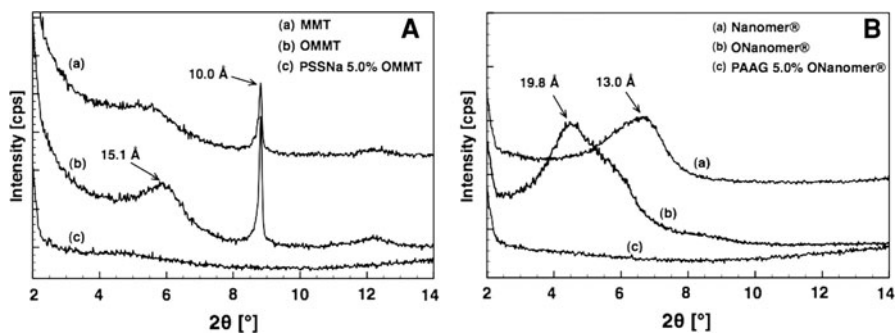 (a) MMT
(b) OMMT
(c) PSSNa 5.0% OMMT
A
10.0 Å
15.1 Å
(a)
(b)
(c)
Intensity [cps]
2 4 6 8 10 12 14
2θ [°]
(a) Nanomer®
(b) ONanomer®
(c) PAAG 5.0% ONanomer®
B
19.8 Å
13.0 Å
(a)
(b)
(c)
Intensity [cps]
2 4 6 8 10 12 14
2θ [°]